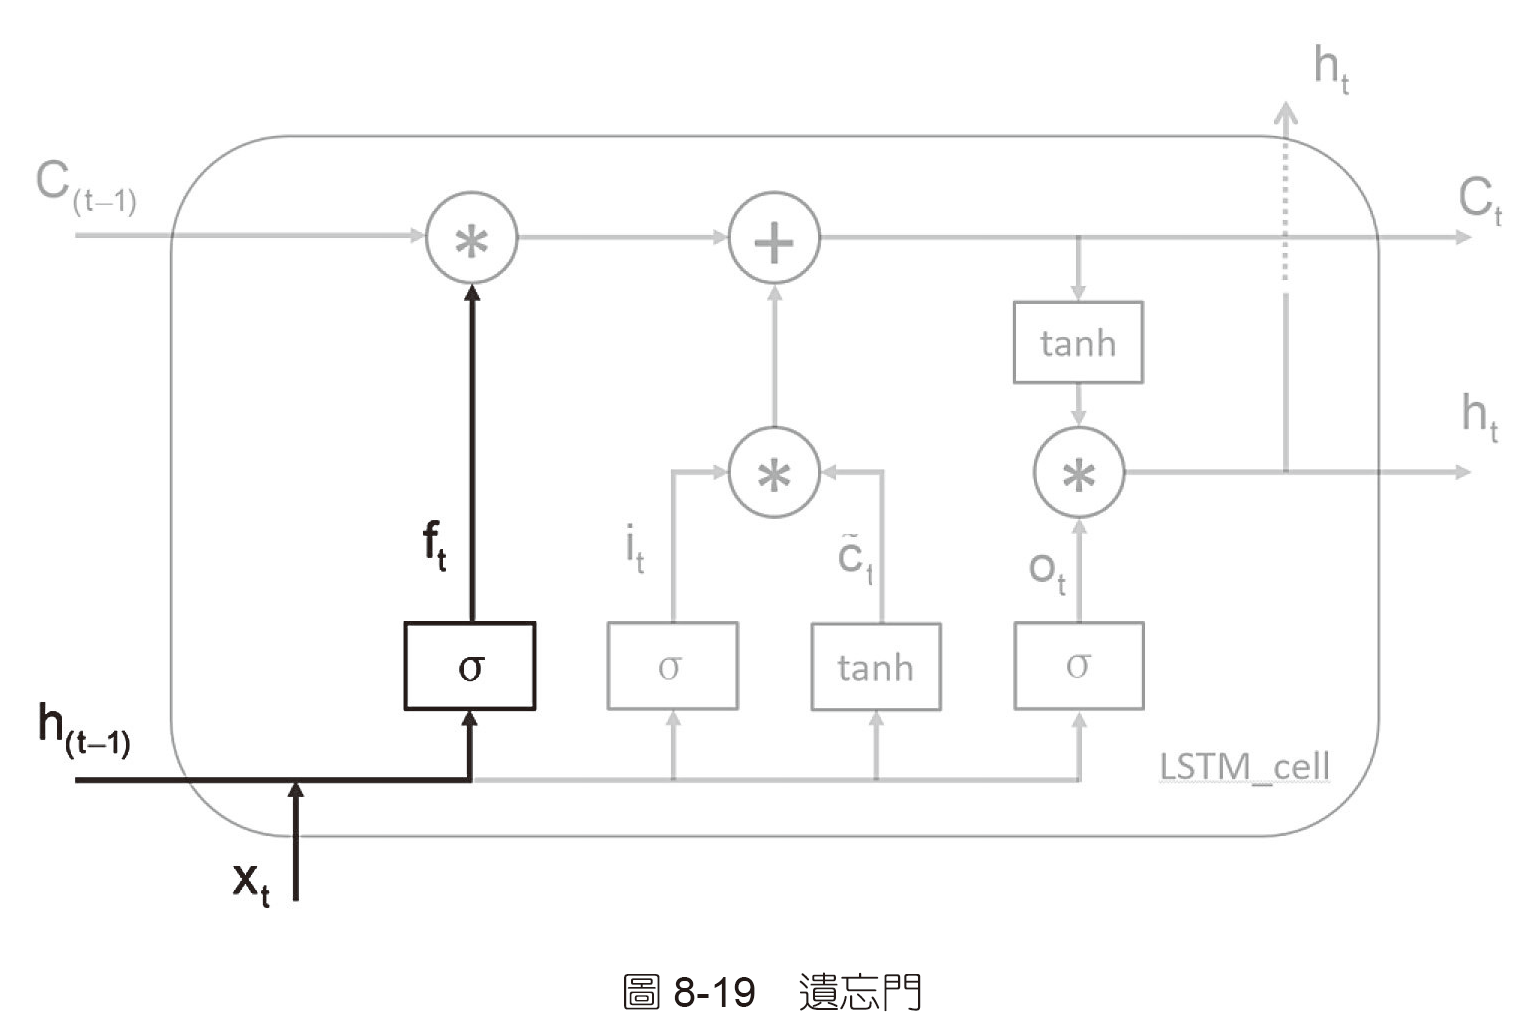 h_t
C_(t−1)
C_t
*
+
tanh
h_t
*
*
f_t
i_t
c̃_t
o_t
σ
σ
tanh
σ
h_(t−1)
LSTM_cell
x_t
圖 8-19 遺忘門